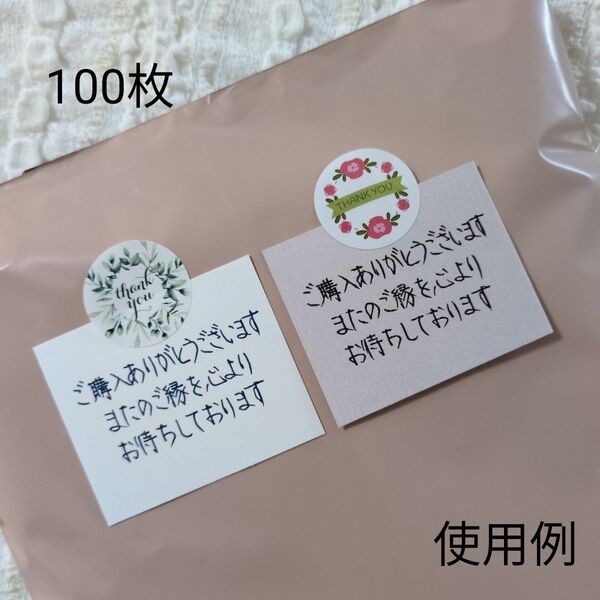 100枚
THANK YOU
ご購入ありがとうございます
またのご縁を心より
お待ちしております
thank
you
ご購入ありがとうございます
またのご縁を心より
お待ちしております
使用例